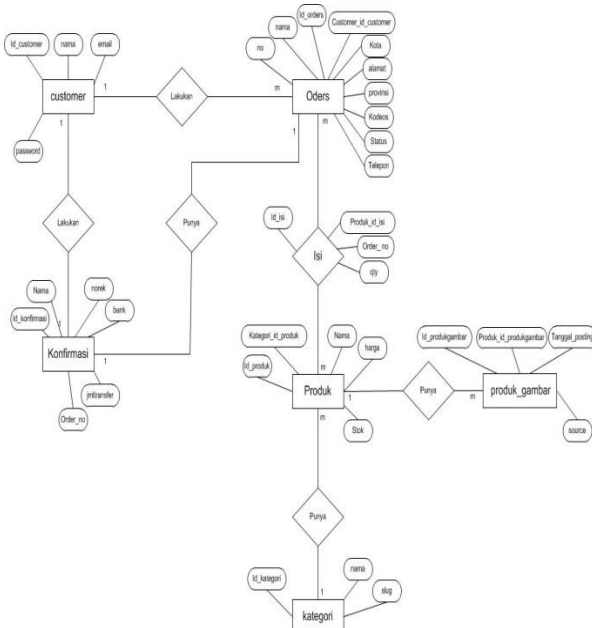 Id_orders
Customer_id_customer
nama
Id_customer
nama
email
no
Kota
alamat
customer
1
Lakukan
m
Oders
provinsi
Kodeos
1
1
m
Status
password
Telepon
Lakukan
Punya
Id_isi
Produk_id_isi
Isi
Order_no
qty
Nama
norek
Id_konfirmasi
bank
1
Konfirmasi
1
jmltransfer
Order_no
Kategori_id_produk
Nama
harga
Id_produk
m
Produk
1
m
Stok
Punya
m
Id_produkgambar
Produk_id_produkgambar
Tanggal_posting
produk_gambar
source
Punya
Id_kategori
nama
1
slug
kategori